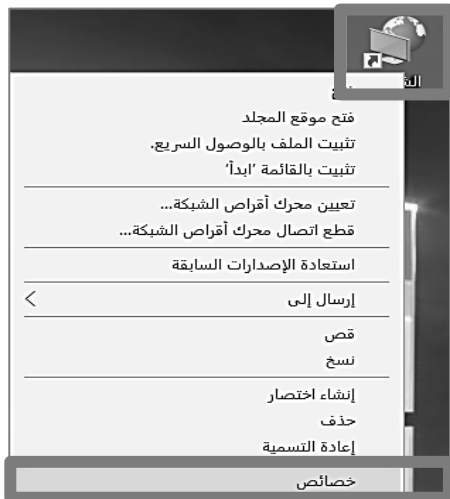 فتح موقع المجلد
تثبيت الملف بالوصول السريع.
تثبيت بالقائمة 'ابدأ'
تعيين محرك أقراص الشبكة...
قطع اتصال محرك أقراص الشبكة...
استعادة الإصدارات السابقة
إرسال إلى
قص
نسخ
إنشاء اختصار
حذف
إعادة التسمية
خصائص